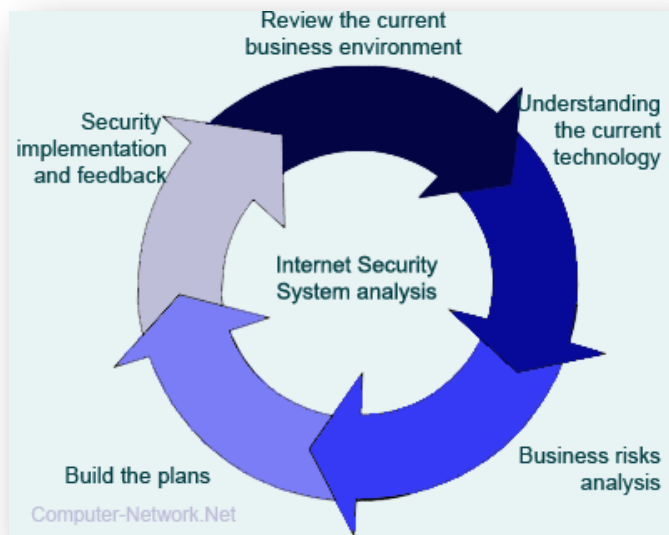 Review the current
business environment
Understanding
the current
technology
Business risks
analysis
Build the plans
Security
implementation
and feedback
Internet Security
System analysis
Computer-Network.Net